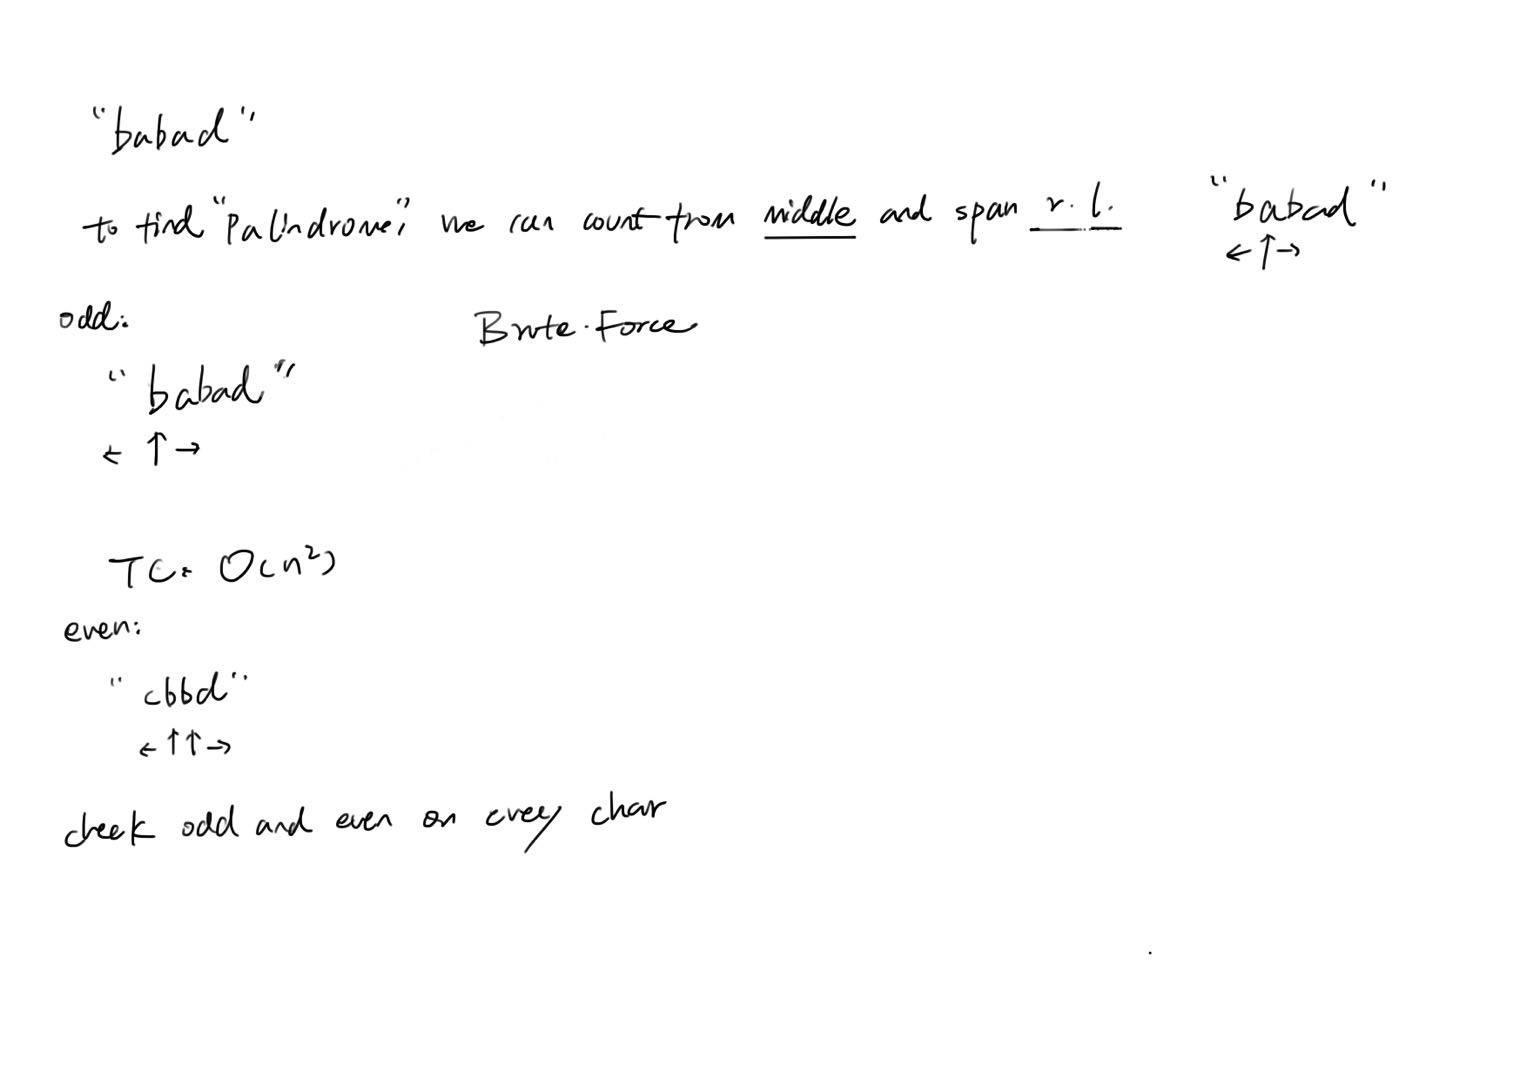 "babad"
to find "Palindrome", we can count from middle and span r. l.
"babad"
← ↑ →
odd:
Brute-Force
"babad"
← ↑ →
TC: O(n²)
even:
"cbbd"
← ↑ ↑ →
check odd and even on every char